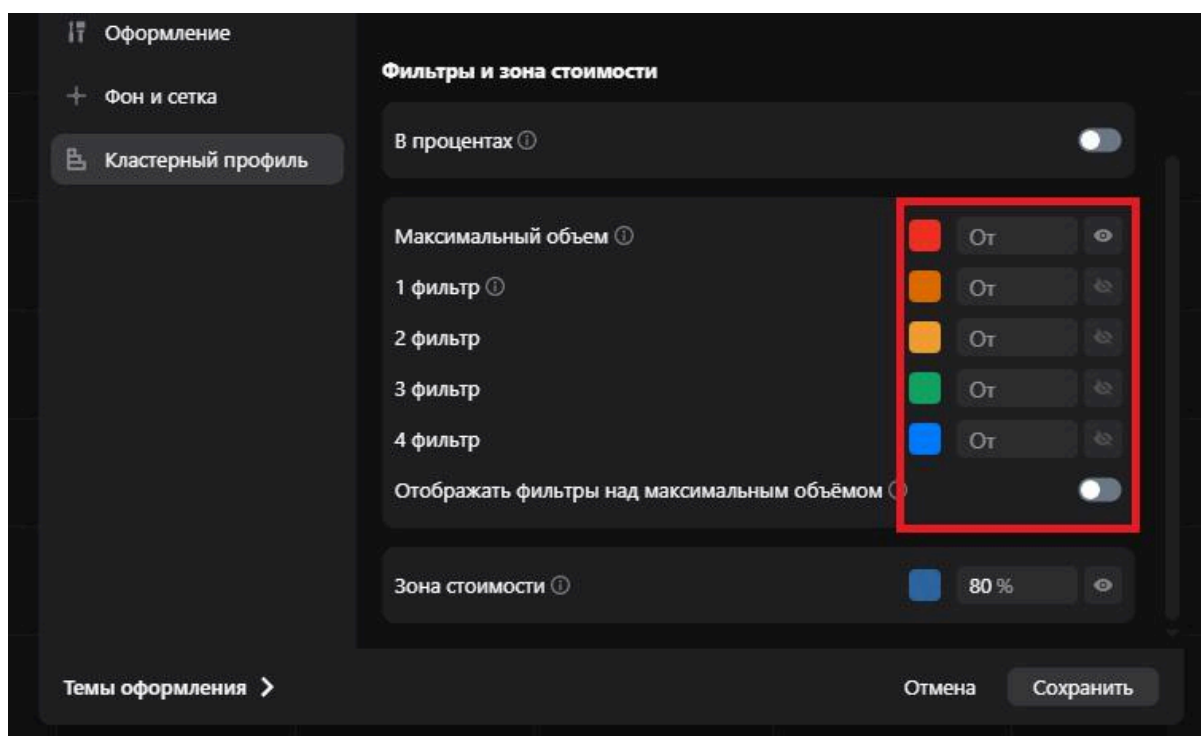 Оформление
Фон и сетка
Кластерный профиль
Фильтры и зона стоимости
В процентах
Максимальный объем От
1 фильтр От
2 фильтр От
3 фильтр От
4 фильтр От
Отображать фильтры над максимальным объёмом
Зона стоимости 80 %
Темы оформления
Отмена Сохранить